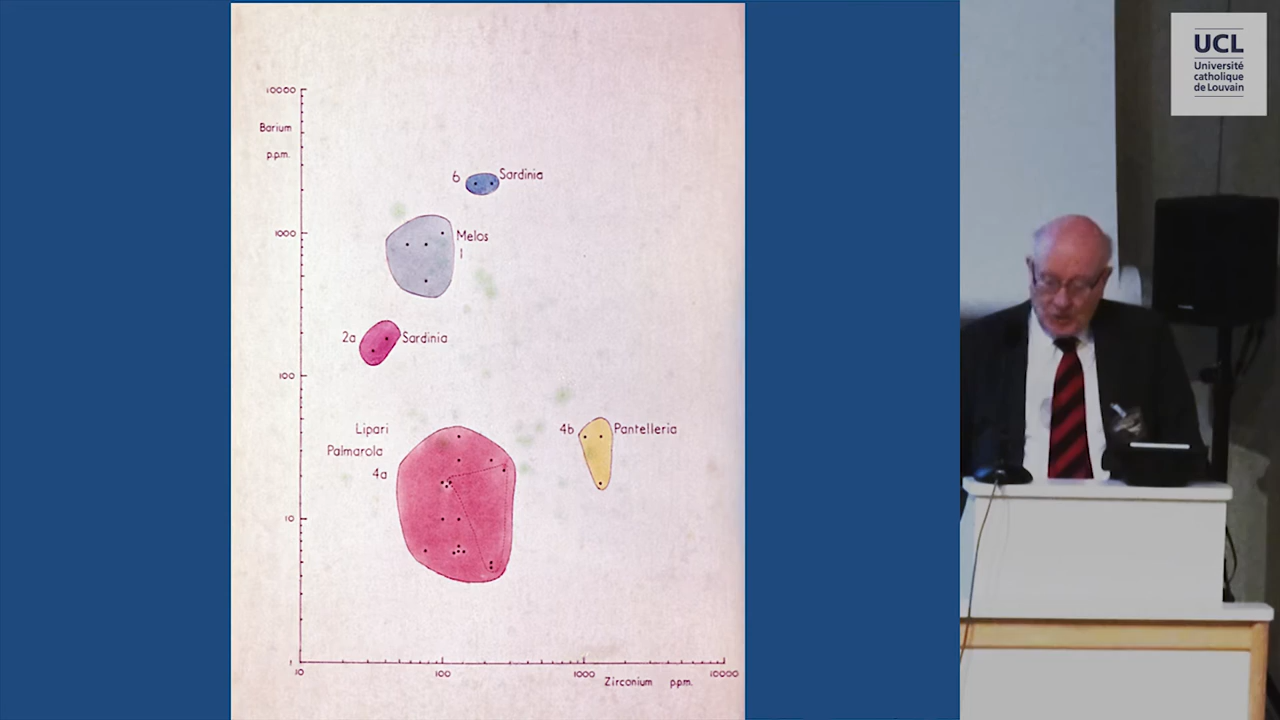 10000
Barium
p.p.m.
6 Sardinia
1000
Melos
1
2a Sardinia
100
Lipari
Palmarola
4a
4b Pantelleria
10
1
10 100 1000 10000
Zirconium p.p.m.
UCL
Université
catholique
de Louvain